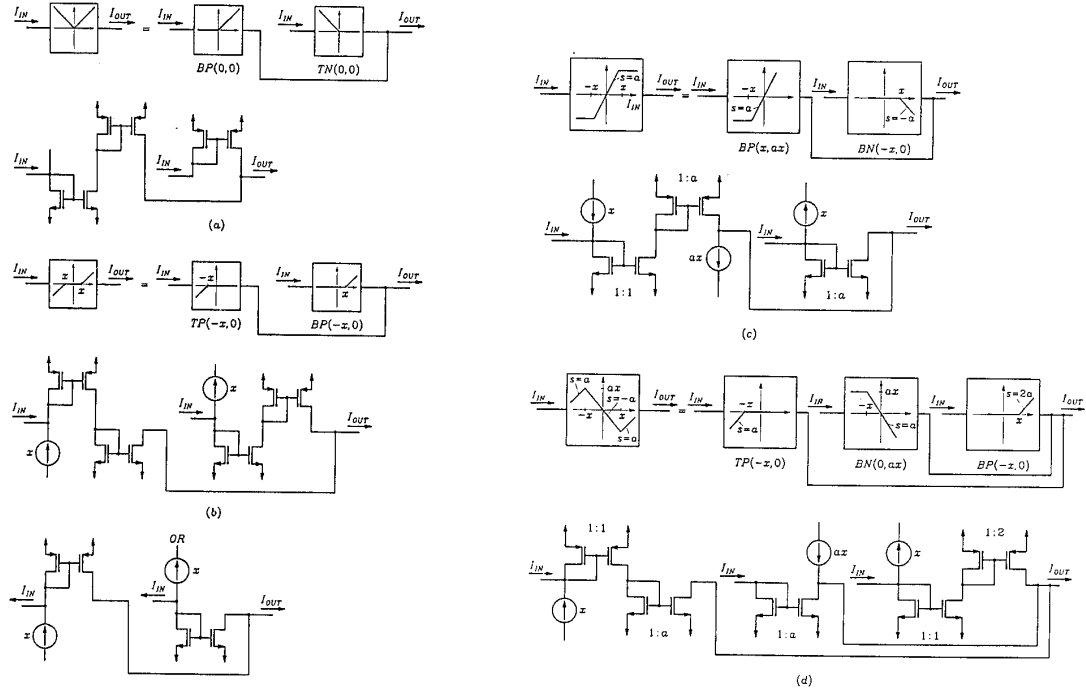 I_IN I_OUT = I_IN I_IN I_OUT
BP(0,0) TN(0,0)
I_IN I_IN I_OUT
(a)
I_IN x x I_OUT = I_IN -x I_IN x I_OUT
TP(-x,0) BP(-x,0)
I_IN x I_IN x I_OUT
(b)
OR
I_IN x I_IN x I_OUT
I_IN s=a -x x I_IN I_OUT = I_IN -x s=a I_IN x s=-a I_OUT
BP(x,ax) BN(-x,0)
1:a
x I_IN 1:1 ax I_IN x 1:a I_OUT
(c)
I_IN s=a ax s=-a -x x s=a I_OUT = I_IN -x s=a I_IN ax -x s=a I_IN s=2a x I_OUT
TP(-x,0) BN(0,ax) BP(-x,0)
1:1 1:2
I_IN x 1:a I_IN ax 1:a I_IN x 1:1 I_OUT
(d)